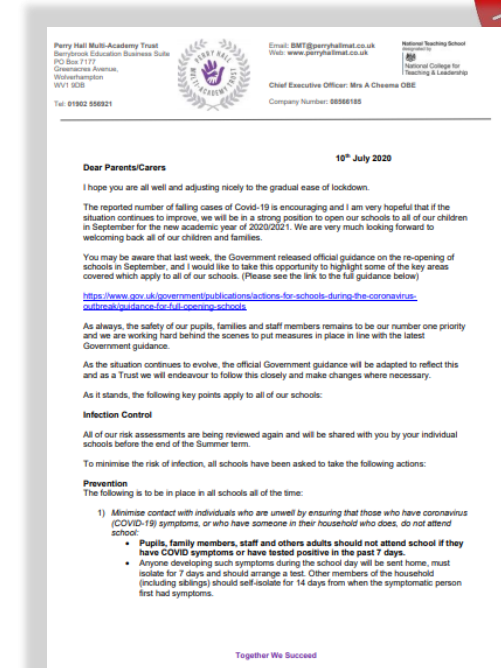 Perry Hall Multi-Academy Trust
Berrybrook Education Business Suite
PO Box 7177
Greenacres Avenue,
Wolverhampton
WV1 9DB
Tel: 01902 556921
PERRY HALL
MULTI-ACADEMY TRUST
Email: BMT@perryhallmat.co.uk
Web: www.perryhallmat.co.uk
Chief Executive Officer: Mrs A Cheema OBE
Company Number: 08566185
National Teaching School
designated by
National College for
Teaching & Leadership
10th July 2020
Dear Parents/Carers
I hope you are all well and adjusting nicely to the gradual ease of lockdown.
The reported number of falling cases of Covid-19 is encouraging and I am very hopeful that if the
situation continues to improve, we will be in a strong position to open our schools to all of our children
in September for the new academic year of 2020/2021. We are very much looking forward to
welcoming back all of our children and families.
You may be aware that last week, the Government released official guidance on the re-opening of
schools in September, and I would like to take this opportunity to highlight some of the key areas
covered which apply to all of our schools. (Please see the link to the full guidance below)
https://www.gov.uk/government/publications/actions-for-schools-during-the-coronavirus-
outbreak/guidance-for-full-opening-schools
As always, the safety of our pupils, families and staff members remains to be our number one priority
and we are working hard behind the scenes to put measures in place in line with the latest
Government guidance.
As the situation continues to evolve, the official Government guidance will be adapted to reflect this
and as a Trust we will endeavour to follow this closely and make changes where necessary.
As it stands, the following key points apply to all of our schools:
Infection Control
All of our risk assessments are being reviewed again and will be shared with you by your individual
schools before the end of the Summer term.
To minimise the risk of infection, all schools have been asked to take the following actions:
Prevention
The following is to be in place in all schools all of the time:
1) Minimise contact with individuals who are unwell by ensuring that those who have coronavirus
(COVID-19) symptoms, or who have someone in their household who does, do not attend
school:
• Pupils, family members, staff and others adults should not attend school if they
have COVID symptoms or have tested positive in the past 7 days.
• Anyone developing such symptoms during the school day will be sent home, must
isolate for 7 days and should arrange a test. Other members of the household
(including siblings) should self-isolate for 14 days from when the symptomatic person
first had symptoms.
Together We Succeed